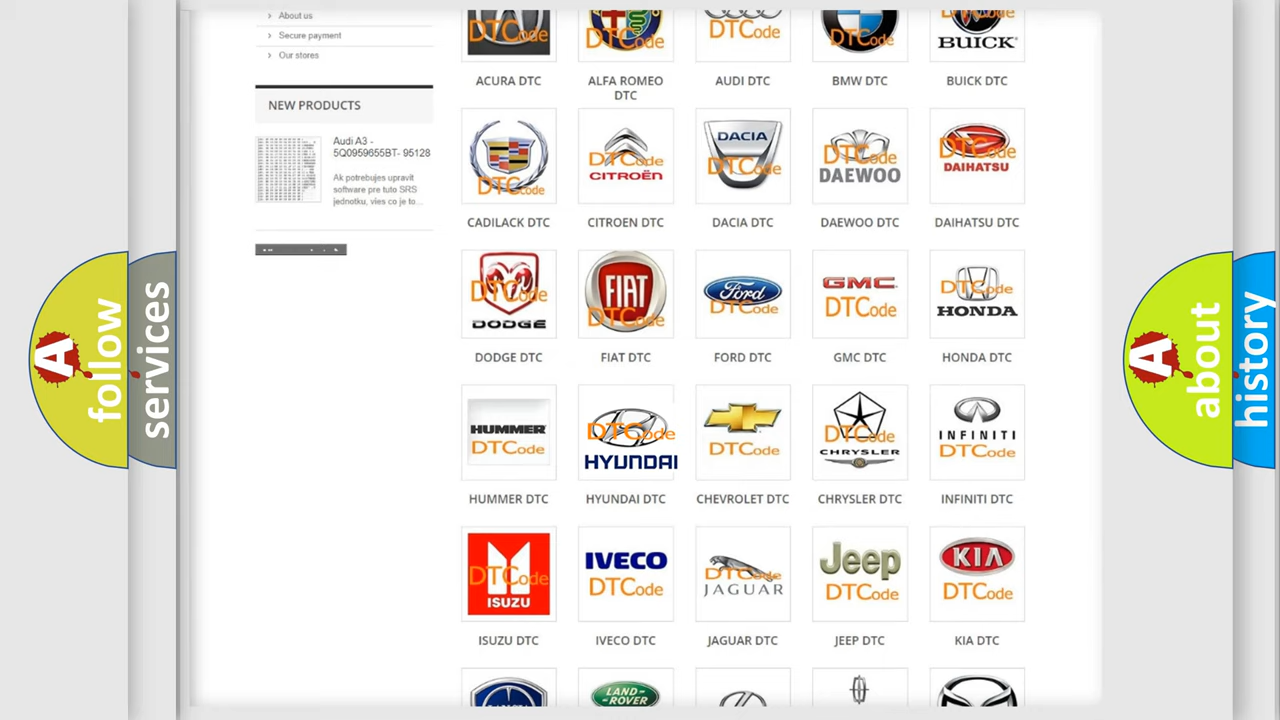 About us
Secure payment
Our stores
NEW PRODUCTS
Audi A3 -
5Q0959655BT- 95128
Ak potrebujes upravit
software pre tuto SRS
jednotku, vies co je to...
DTCode
DTCode
DTCode
DTCode
BUICK
ACURA DTC
ALFA ROMEO
DTC
AUDI DTC
BMW DTC
BUICK DTC
DTCode
DTCode
CITROËN
DACIA
DTCode
DTCode
DAEWOO
DTCode
DAIHATSU
CADILACK DTC
CITROEN DTC
DACIA DTC
DAEWOO DTC
DAIHATSU DTC
DTCode
DODGE
FIAT
DTCode
Ford
DTCode
GMC
DTCode
DTCode
HONDA
DODGE DTC
FIAT DTC
FORD DTC
GMC DTC
HONDA DTC
HUMMER
DTCode
DTCode
HYUNDAI
DTCode
DTCode
CHRYSLER
INFINITI
DTCode
HUMMER DTC
HYUNDAI DTC
CHEVROLET DTC
CHRYSLER DTC
INFINITI DTC
DTCode
ISUZU
IVECO
DTCode
DTCode
JAGUAR
Jeep
DTCode
KIA
DTCode
ISUZU DTC
IVECO DTC
JAGUAR DTC
JEEP DTC
KIA DTC
LAND-
ROVER
A
follow
services
A
about
history